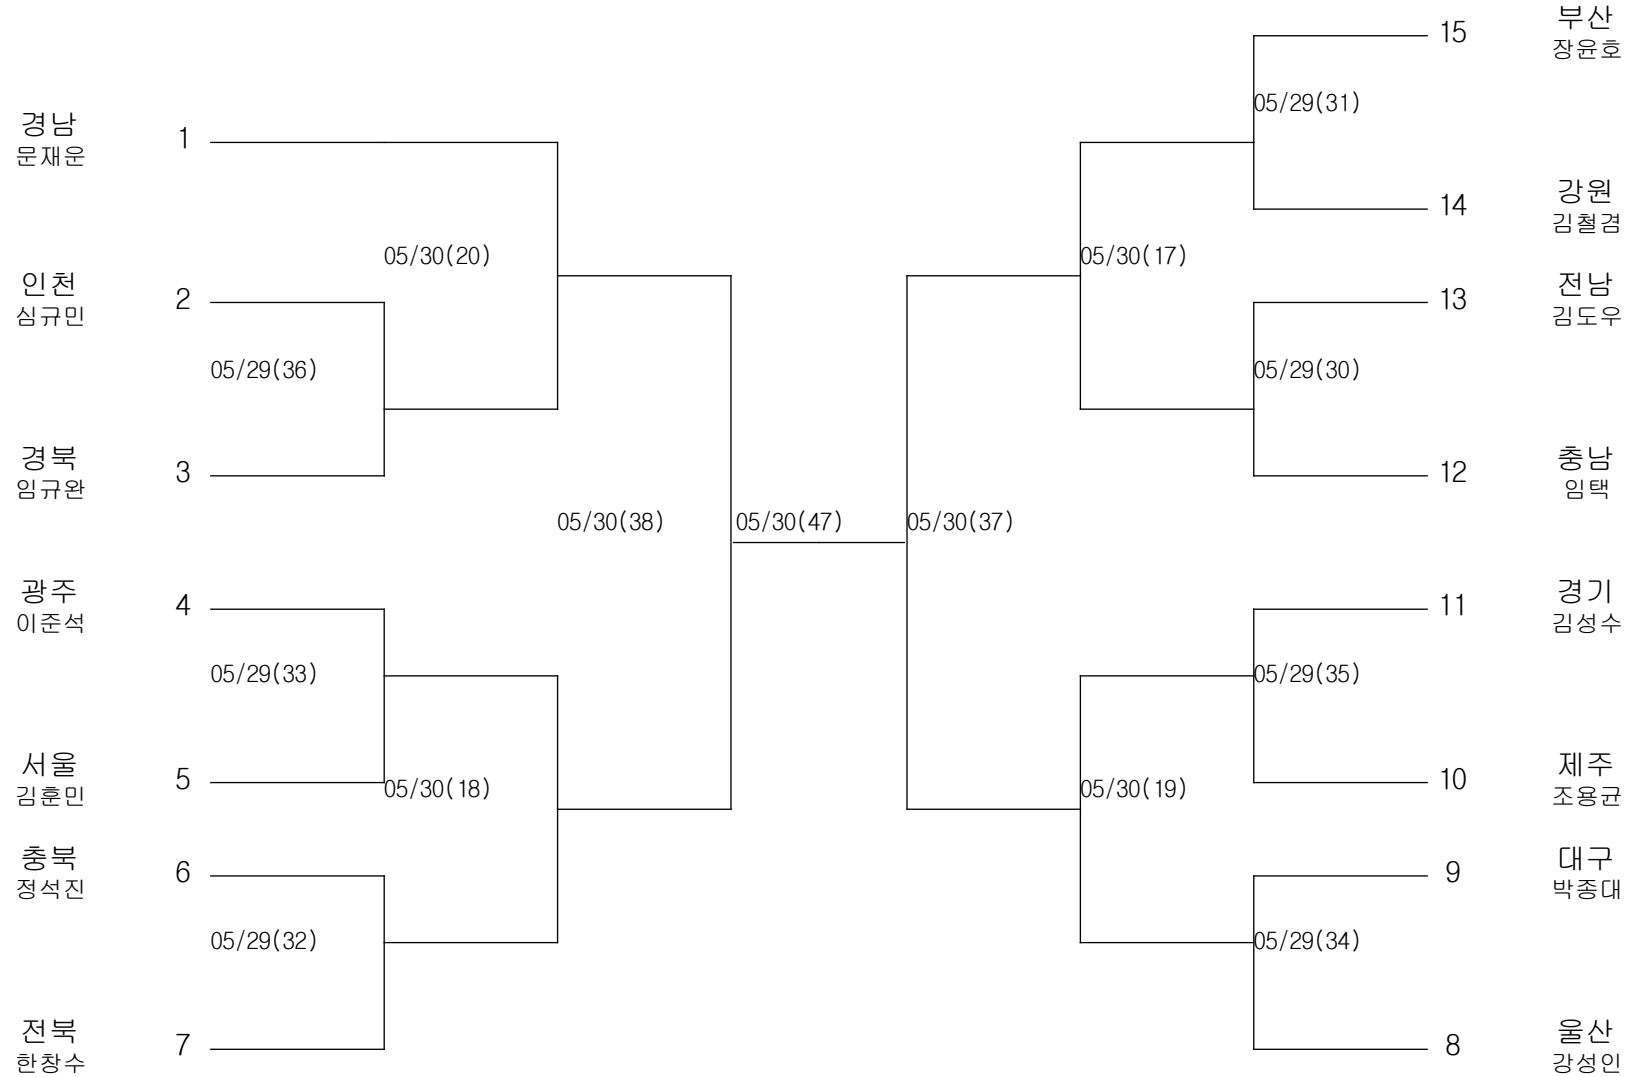 부산
15
장윤호
05/29(31)
경남
1
문재운
강원
14
김철겸
05/30(20)
05/30(17)
인천
2
심규민
전남
13
김도우
05/29(36)
05/29(30)
경북
3
임규완
충남
12
임택
05/30(38)
05/30(47)
05/30(37)
광주
4
이준석
경기
11
김성수
05/29(33)
05/29(35)
서울
5
김훈민
제주
10
조용균
05/30(18)
05/30(19)
충북
6
정석진
대구
9
박종대
05/29(32)
05/29(34)
전북
7
한창수
울산
8
강성인